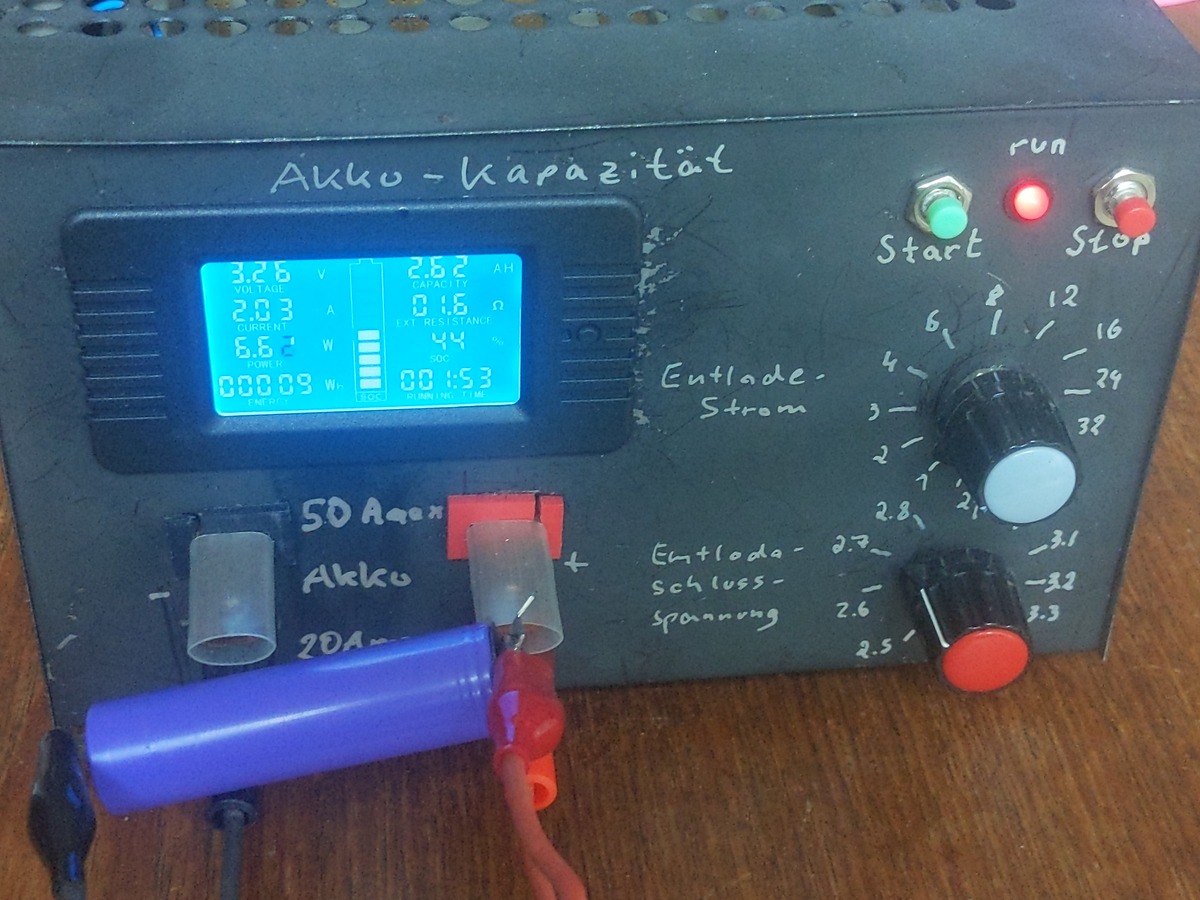 Akku - Kapazität
run
Start
Stop
3.26 V
VOLTAGE
2.62 AH
CAPACITY
2.03 A
CURRENT
01.6 Ω
EXT RESISTANCE
6.62 W
POWER
44 %
SOC
00009 WH
ENERGY
SOC
001:53
RUNNING TIME
Entlade-
Strom
1
2
3
4
6
8
12
16
24
32
50 Amax
Akko
+
-
Entlade-
schluss-
spannung
2.5
2.6
2.7
2.8
3.1
3.2
3.3